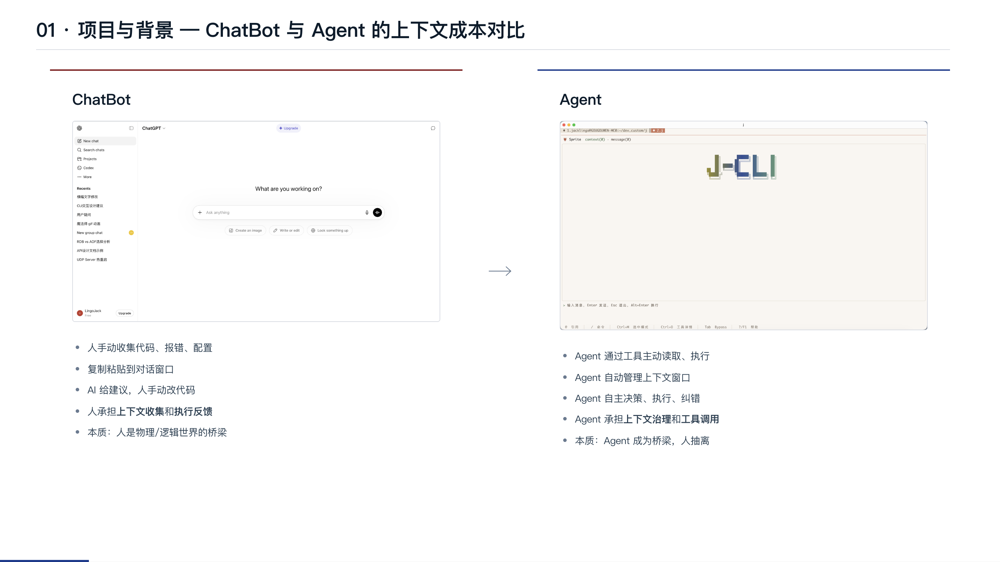 01 · 项目与背景 — ChatBot 与 Agent 的上下文成本对比
ChatBot
ChatGPT
Upgrade
New chat
Search chats
Projects
Codex
More
Recents
横幅文字修改
CLI交互设计建议
用户疑问
魔法师 gif 动画
New group chat
RDB vs AOF选择分析
API设计文档示例
UDP Server 热重启
LingoJack
Free
Upgrade
What are you working on?
Ask anything
Create an image
Write or edit
Look something up
人手动收集代码、报错、配置
复制粘贴到对话窗口
AI 给建议，人手动改代码
人承担上下文收集和执行反馈
本质：人是物理/逻辑世界的桥梁
Agent
j
1.jacklingo@GOUGOUWEN-MC0:~/dev_custom/j
2.j
Sprite context(0) · message(0)
J-CLI
> 输入消息, Enter 发送, Esc 退出, Alt+Enter 换行
@ 引用 | / 命令 | Ctrl+M 选中模式 | Ctrl+O 工具详情 | Tab Bypass | ?/F1 帮助
Agent 通过工具主动读取、执行
Agent 自动管理上下文窗口
Agent 自主决策、执行、纠错
Agent 承担上下文治理和工具调用
本质：Agent 成为桥梁，人抽离